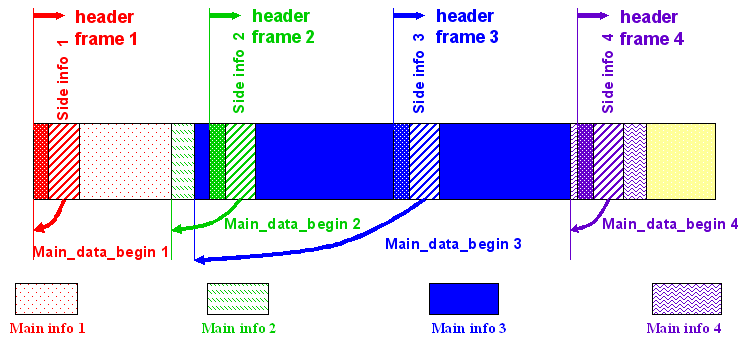 header
frame 1
header
frame 2
header
frame 3
header
frame 4
Side info 1
Side info 2
Side info 3
Side info 4
Main_data_begin 1
Main_data_begin 2
Main_data_begin 3
Main_data_begin 4
Main info 1
Main info 2
Main info 3
Main info 4